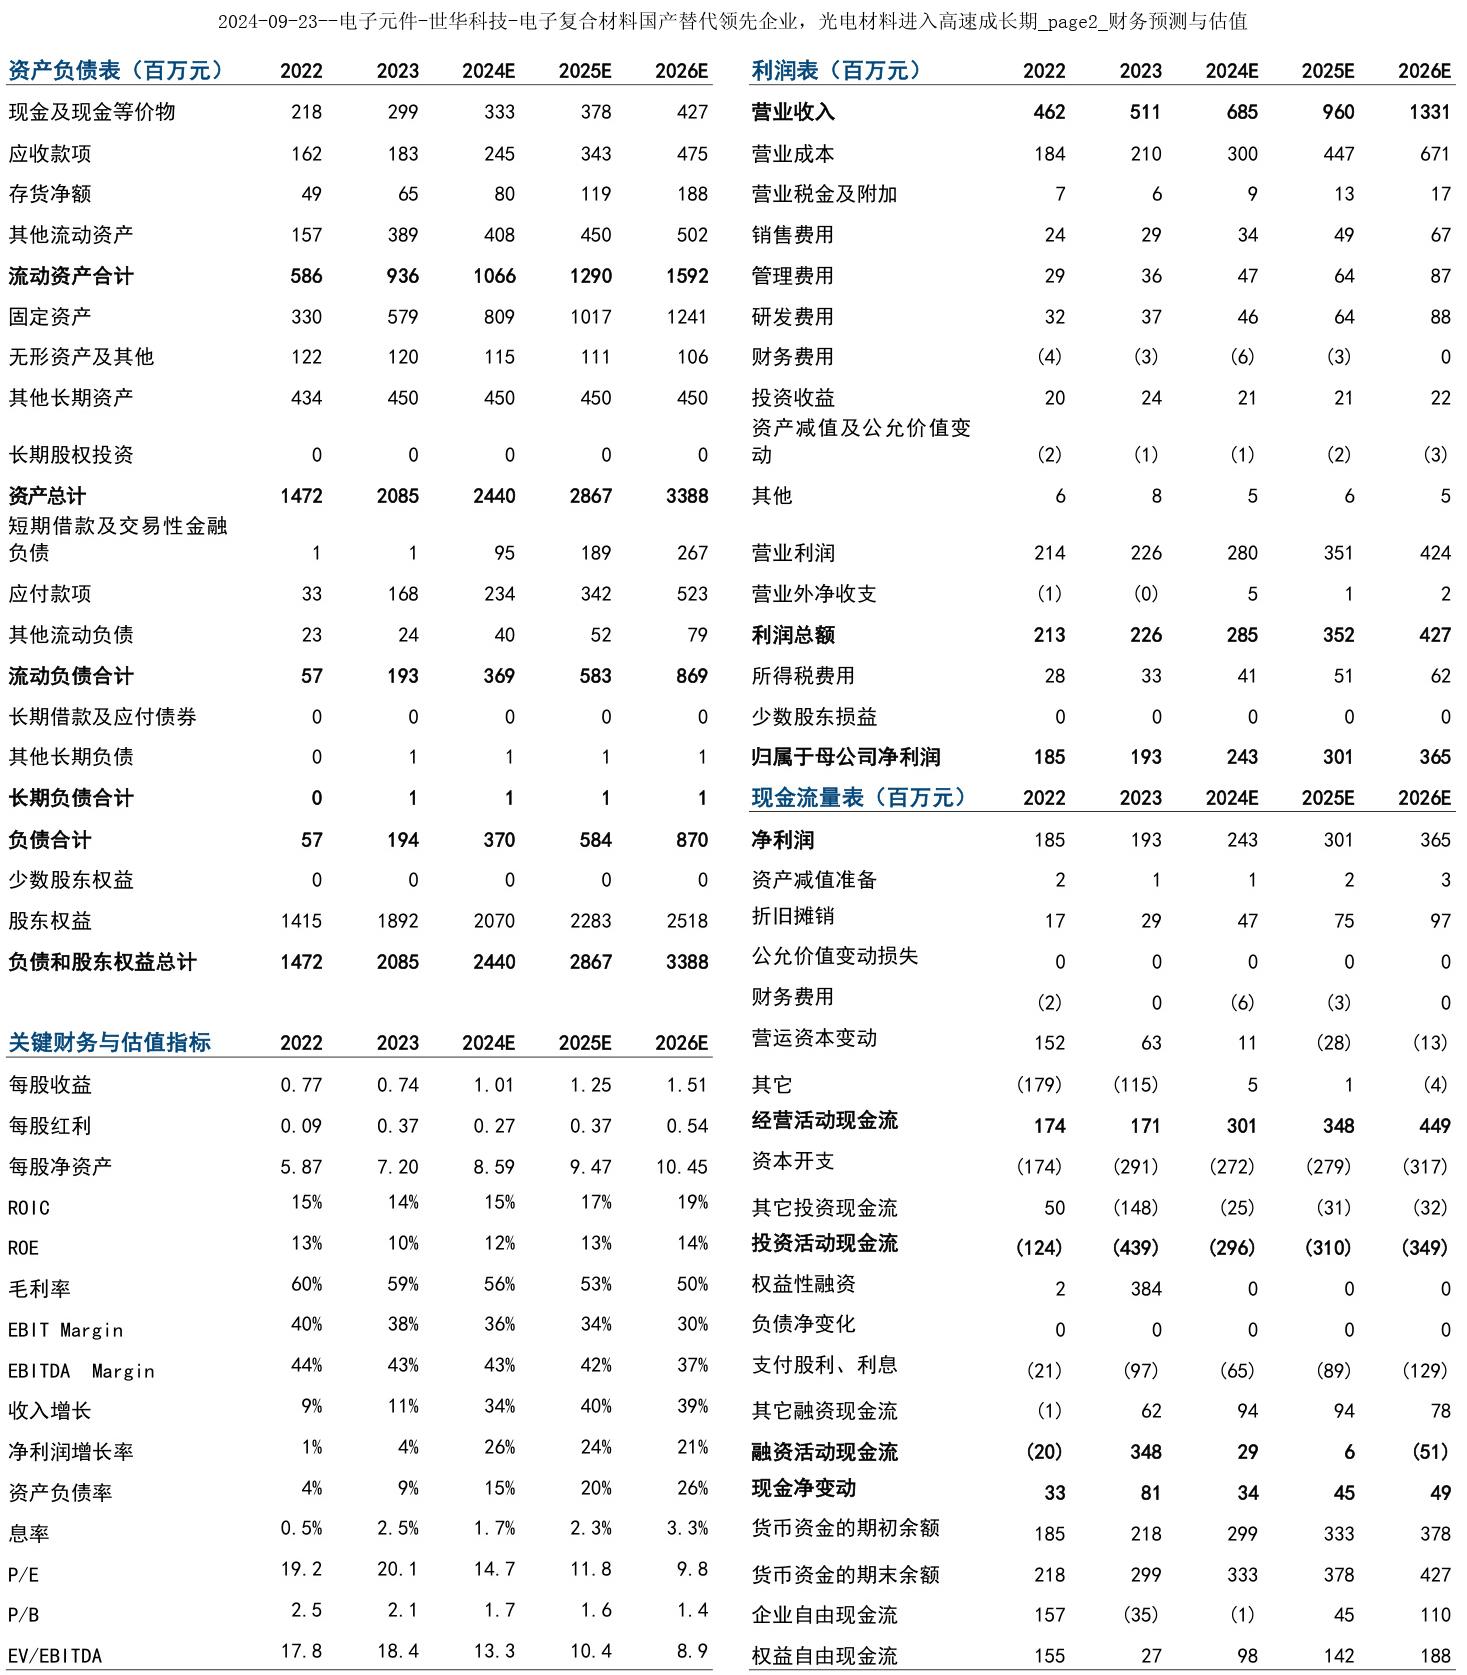 2024-09-23--电子元件-世华科技-电子复合材料国产替代领先企业，光电材料进入高速成长期_page2_财务预测与估值
资产负债表（百万元） 2022 2023 2024E 2025E 2026E
现金及现金等价物 218 299 333 378 427
应收款项 162 183 245 343 475
存货净额 49 65 80 119 188
其他流动资产 157 389 408 450 502
流动资产合计 586 936 1066 1290 1592
固定资产 330 579 809 1017 1241
无形资产及其他 122 120 115 111 106
其他长期资产 434 450 450 450 450
长期股权投资 0 0 0 0 0
资产总计 1472 2085 2440 2867 3388
短期借款及交易性金融
负债 1 1 95 189 267
应付款项 33 168 234 342 523
其他流动负债 23 24 40 52 79
流动负债合计 57 193 369 583 869
长期借款及应付债券 0 0 0 0 0
其他长期负债 0 1 1 1 1
长期负债合计 0 1 1 1 1
负债合计 57 194 370 584 870
少数股东权益 0 0 0 0 0
股东权益 1415 1892 2070 2283 2518
负债和股东权益总计 1472 2085 2440 2867 3388
关键财务与估值指标 2022 2023 2024E 2025E 2026E
每股收益 0.77 0.74 1.01 1.25 1.51
每股红利 0.09 0.37 0.27 0.37 0.54
每股净资产 5.87 7.20 8.59 9.47 10.45
ROIC 15% 14% 15% 17% 19%
ROE 13% 10% 12% 13% 14%
毛利率 60% 59% 56% 53% 50%
EBIT Margin 40% 38% 36% 34% 30%
EBITDA Margin 44% 43% 43% 42% 37%
收入增长 9% 11% 34% 40% 39%
净利润增长率 1% 4% 26% 24% 21%
资产负债率 4% 9% 15% 20% 26%
息率 0.5% 2.5% 1.7% 2.3% 3.3%
P/E 19.2 20.1 14.7 11.8 9.8
P/B 2.5 2.1 1.7 1.6 1.4
EV/EBITDA 17.8 18.4 13.3 10.4 8.9
利润表（百万元） 2022 2023 2024E 2025E 2026E
营业收入 462 511 685 960 1331
营业成本 184 210 300 447 671
营业税金及附加 7 6 9 13 17
销售费用 24 29 34 49 67
管理费用 29 36 47 64 87
研发费用 32 37 46 64 88
财务费用 (4) (3) (6) (3) 0
投资收益 20 24 21 21 22
资产减值及公允价值变
动 (2) (1) (1) (2) (3)
其他 6 8 5 6 5
营业利润 214 226 280 351 424
营业外净收支 (1) (0) 5 1 2
利润总额 213 226 285 352 427
所得税费用 28 33 41 51 62
少数股东损益 0 0 0 0 0
归属于母公司净利润 185 193 243 301 365
现金流量表（百万元） 2022 2023 2024E 2025E 2026E
净利润 185 193 243 301 365
资产减值准备 2 1 1 2 3
折旧摊销 17 29 47 75 97
公允价值变动损失 0 0 0 0 0
财务费用 (2) 0 (6) (3) 0
营运资本变动 152 63 11 (28) (13)
其它 (179) (115) 5 1 (4)
经营活动现金流 174 171 301 348 449
资本开支 (174) (291) (272) (279) (317)
其它投资现金流 50 (148) (25) (31) (32)
投资活动现金流 (124) (439) (296) (310) (349)
权益性融资 2 384 0 0 0
负债净变化 0 0 0 0 0
支付股利、利息 (21) (97) (65) (89) (129)
其它融资现金流 (1) 62 94 94 78
融资活动现金流 (20) 348 29 6 (51)
现金净变动 33 81 34 45 49
货币资金的期初余额 185 218 299 333 378
货币资金的期末余额 218 299 333 378 427
企业自由现金流 157 (35) (1) 45 110
权益自由现金流 155 27 98 142 188